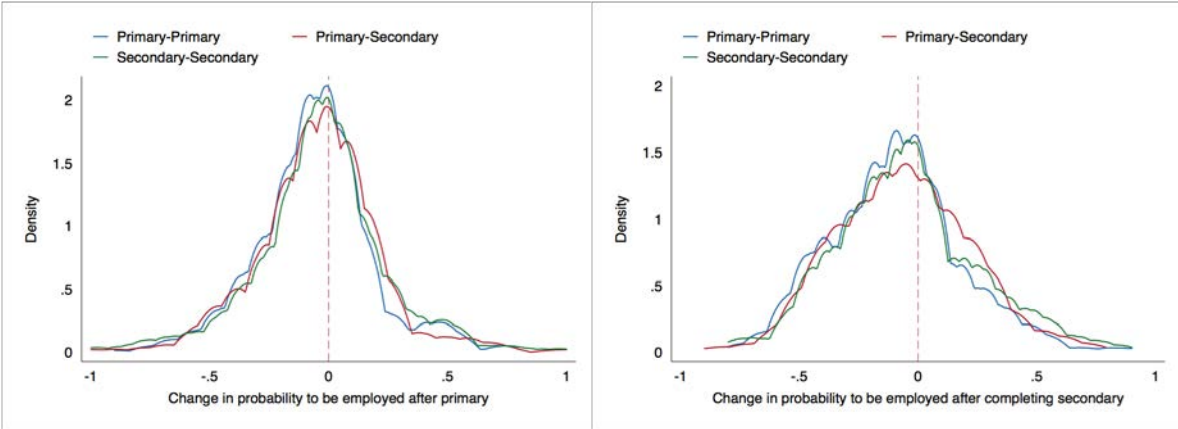 Primary-Primary
Primary-Secondary
Secondary-Secondary
2
1.5
1
.5
0
Density
-1
-.5
0
.5
1
Change in probability to be employed after primary
Primary-Primary
Primary-Secondary
Secondary-Secondary
2
1.5
1
.5
0
Density
-1
-.5
0
.5
1
Change in probability to be employed after completing secondary